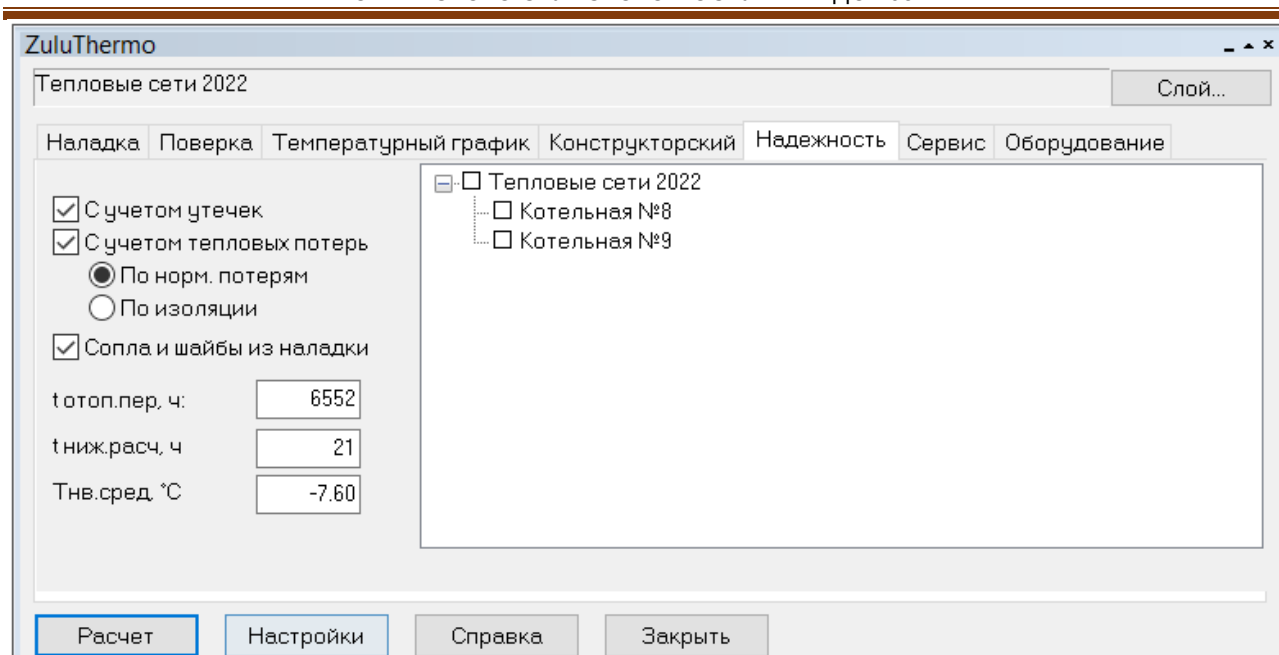 ZuluThermo
Тепловые сети 2022
Слой...
Наладка Поверка Температурный график Конструкторский Надежность Сервис Оборудование
С учетом утечек
С учетом тепловых потерь
По норм. потерям
По изоляции
Сопла и шайбы из наладки
t отоп.пер, ч: 6552
t ниж.расч, ч 21
Tнв.сред, °C -7.60
Тепловые сети 2022
Котельная №8
Котельная №9
Расчет Настройки Справка Закрыть